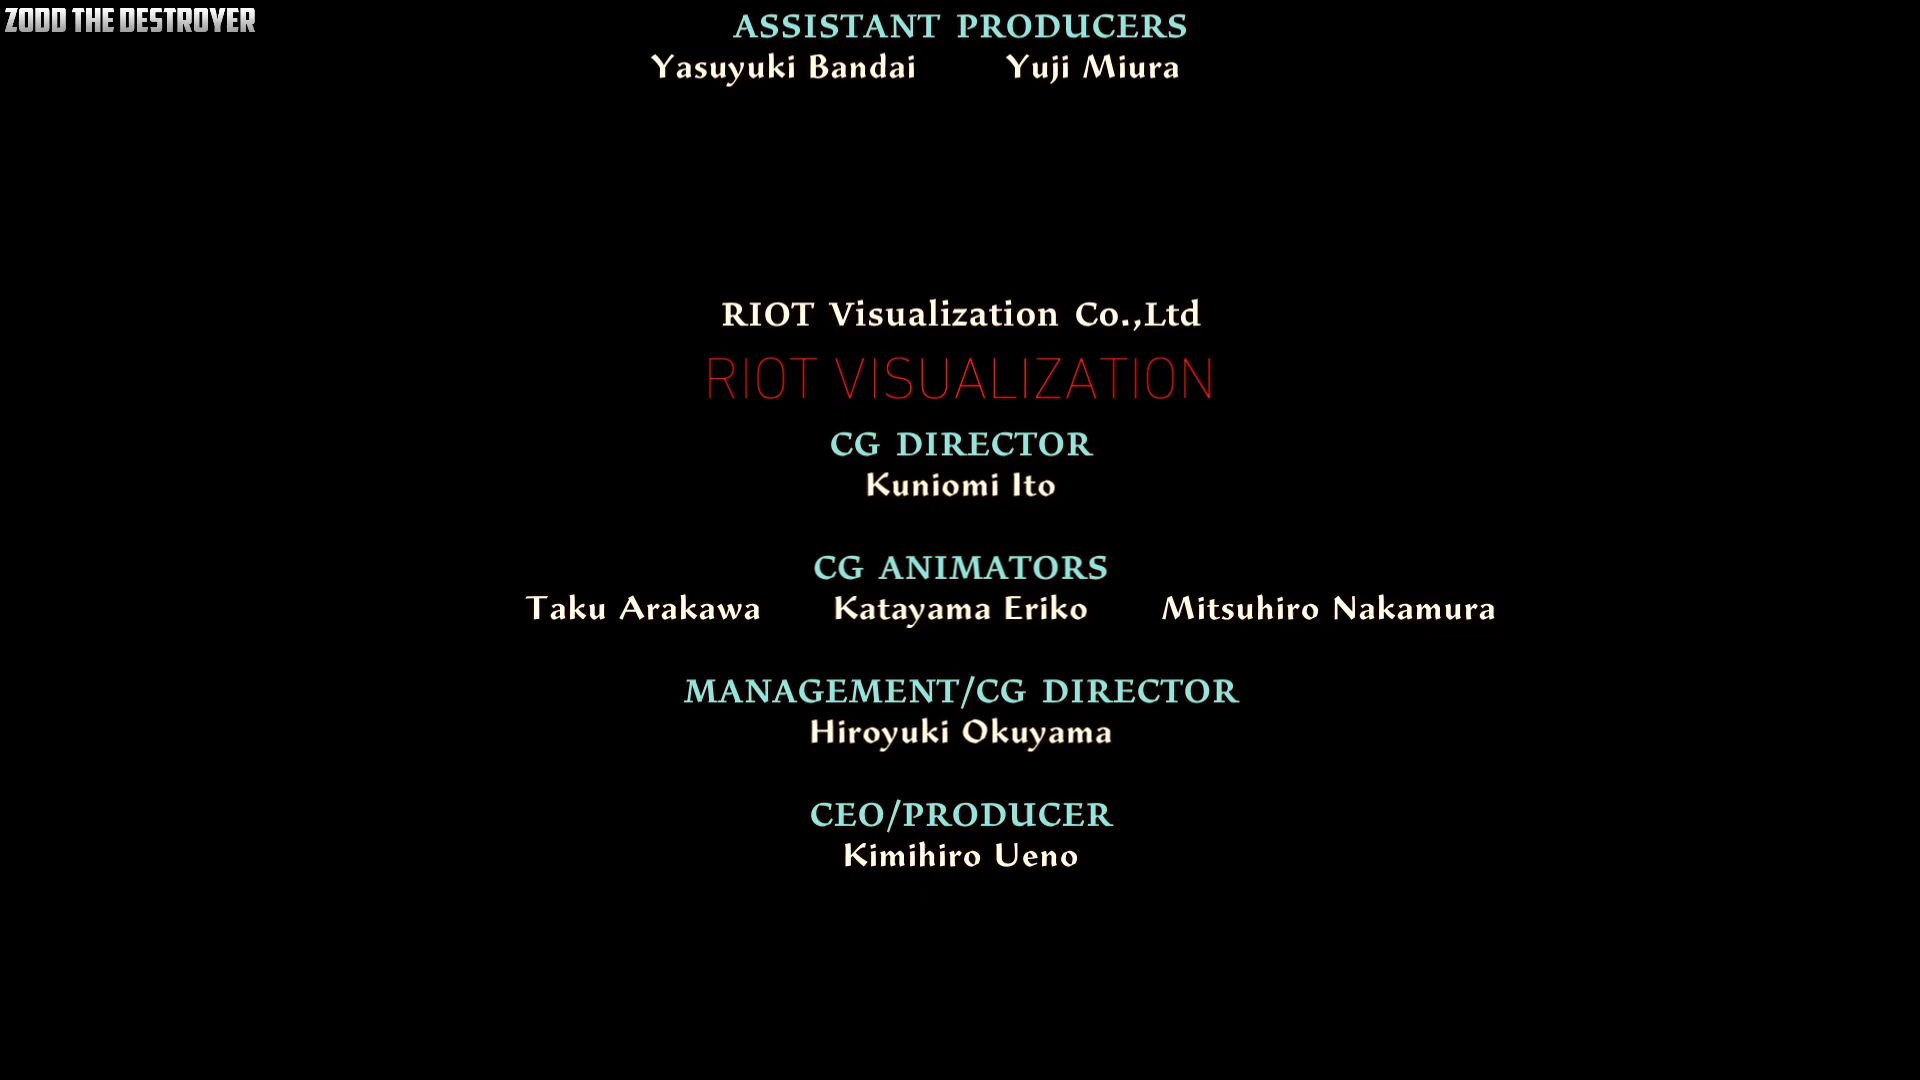 ZODD THE DESTROYER
ASSISTANT PRODUCERS
Yasuyuki Bandai Yuji Miura
RIOT Visualization Co.,Ltd
RIOT VISUALIZATION
CG DIRECTOR
Kuniomi Ito
CG ANIMATORS
Taku Arakawa Katayama Eriko Mitsuhiro Nakamura
MANAGEMENT/CG DIRECTOR
Hiroyuki Okuyama
CEO/PRODUCER
Kimihiro Ueno